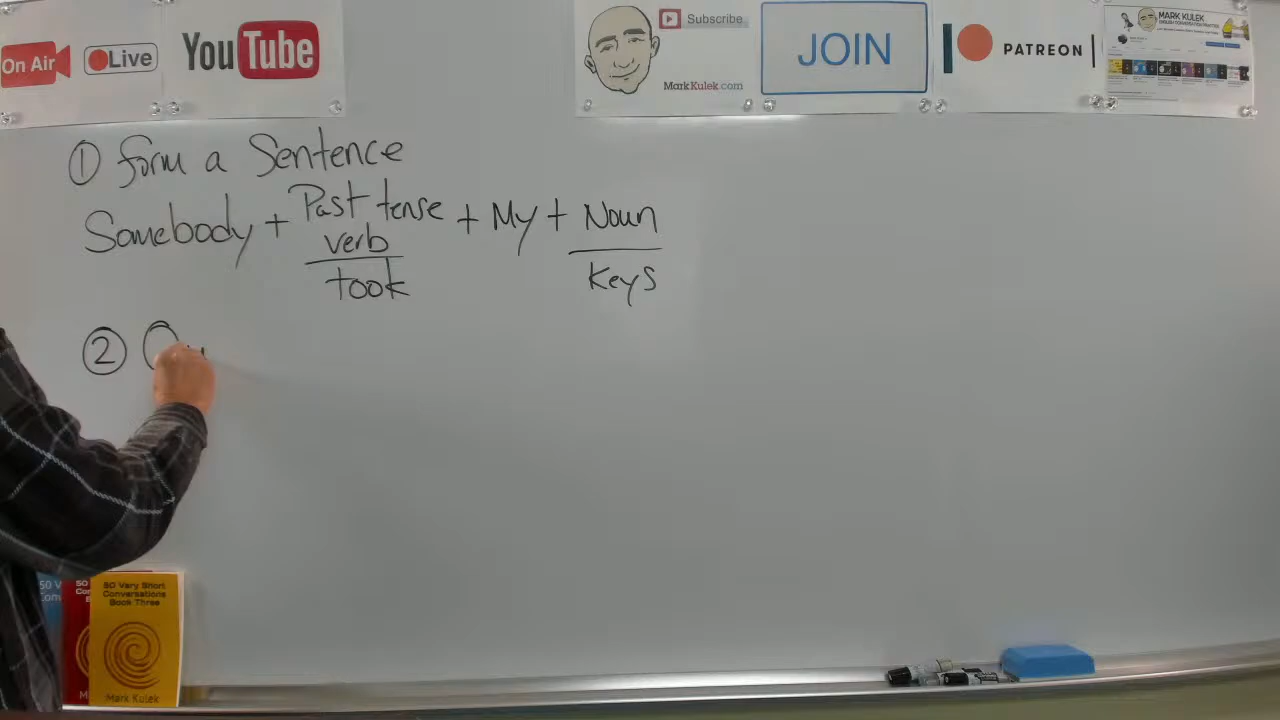 On Air
Live
YouTube
Subscribe
MarkKulek.com
JOIN
PATREON
MARK KULEK
① form a Sentence
Somebody + Past tense verb + My + Noun
took
keys
②
50 Very Short
Conversations
Book Three
Mark Kulek